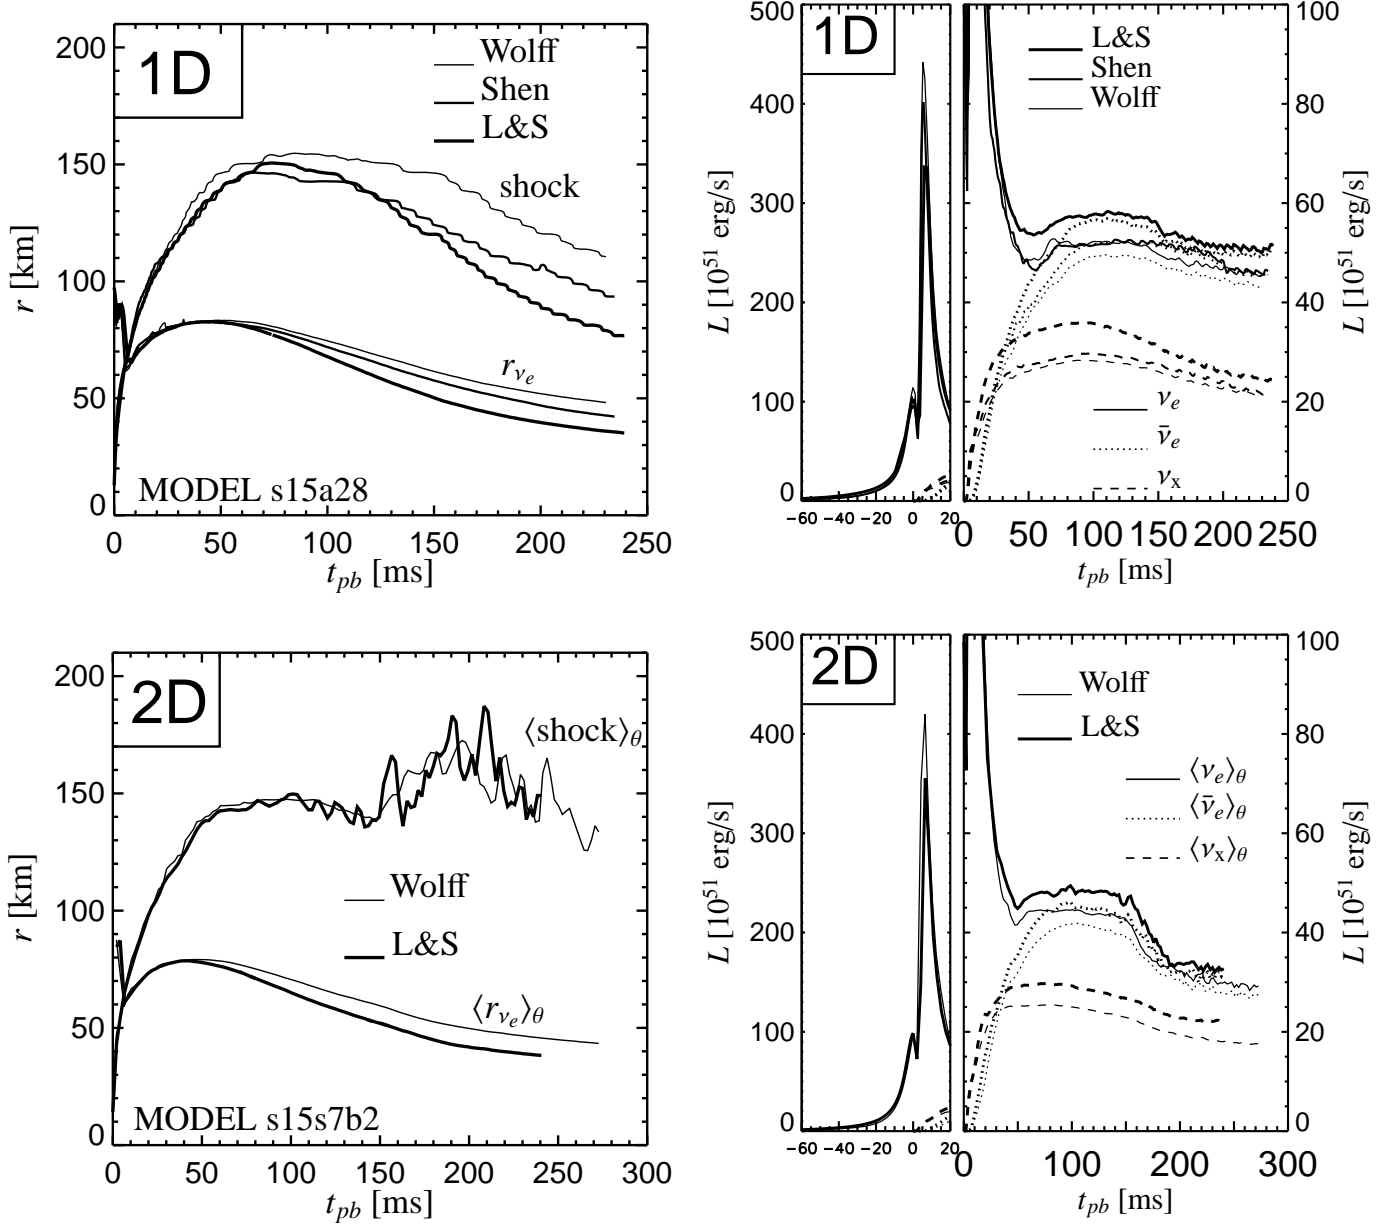 1D
Wolff
Shen
L&S
shock
r_{ν_e}
MODEL s15a28
r [km]
200
150
100
50
0
0 50 100 150 200 250
t_{pb} [ms]
1D
L&S
Shen
Wolff
ν_e
ν̄_e
ν_x
L [10^{51} erg/s]
500
400
300
200
100
0
-60 -40 -20 0 20
0 50 100 150 200 250
100
80
60
40
20
0
L [10^{51} erg/s]
t_{pb} [ms]
2D
⟨shock⟩_θ
Wolff
L&S
⟨r_{ν_e}⟩_θ
MODEL s15s7b2
r [km]
200
150
100
50
0
0 50 100 150 200 250 300
t_{pb} [ms]
2D
Wolff
L&S
⟨ν_e⟩_θ
⟨ν̄_e⟩_θ
⟨ν_x⟩_θ
L [10^{51} erg/s]
500
400
300
200
100
0
-60 -40 -20 0 20
0 100 200 300
100
80
60
40
20
0
L [10^{51} erg/s]
t_{pb} [ms]